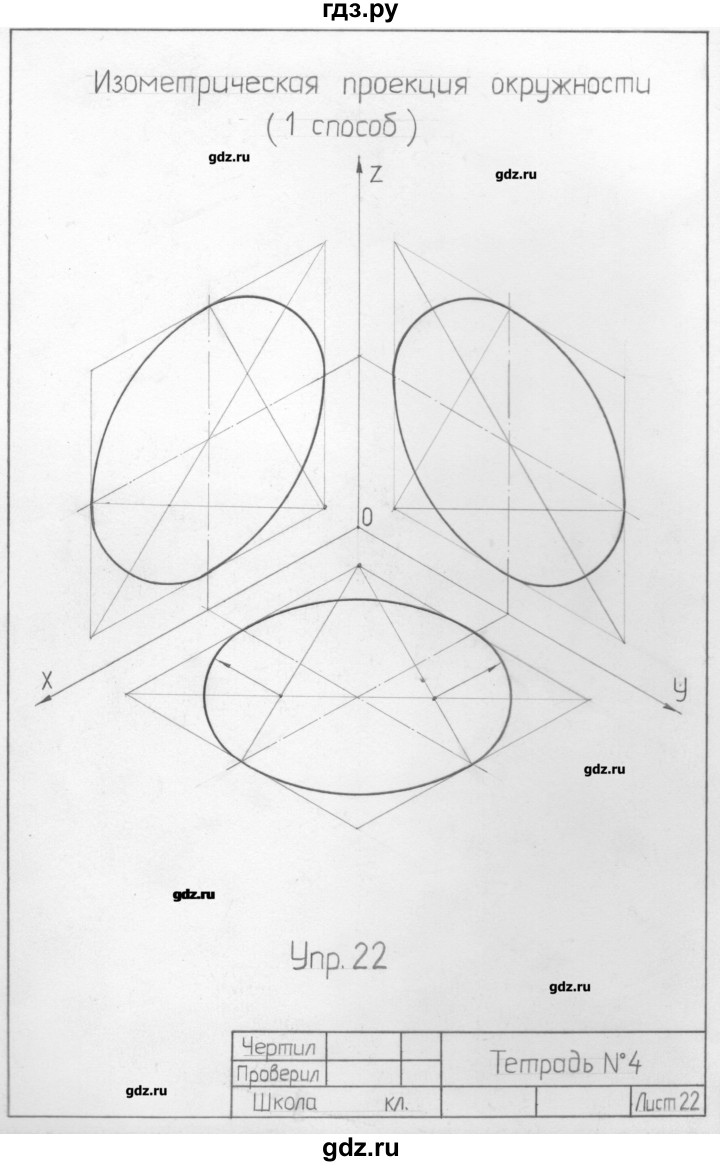 гдз.ру
Изометрическая проекция окружности
(1 способ)
gdz.ru
gdz.ru
Z
O
X
У
gdz.ru
gdz.ru
Упр. 22
gdz.ru
Чертил
Проверил
Тетрадь №4
gdz.ru
Школа кл.
Лист 22
gdz.ru